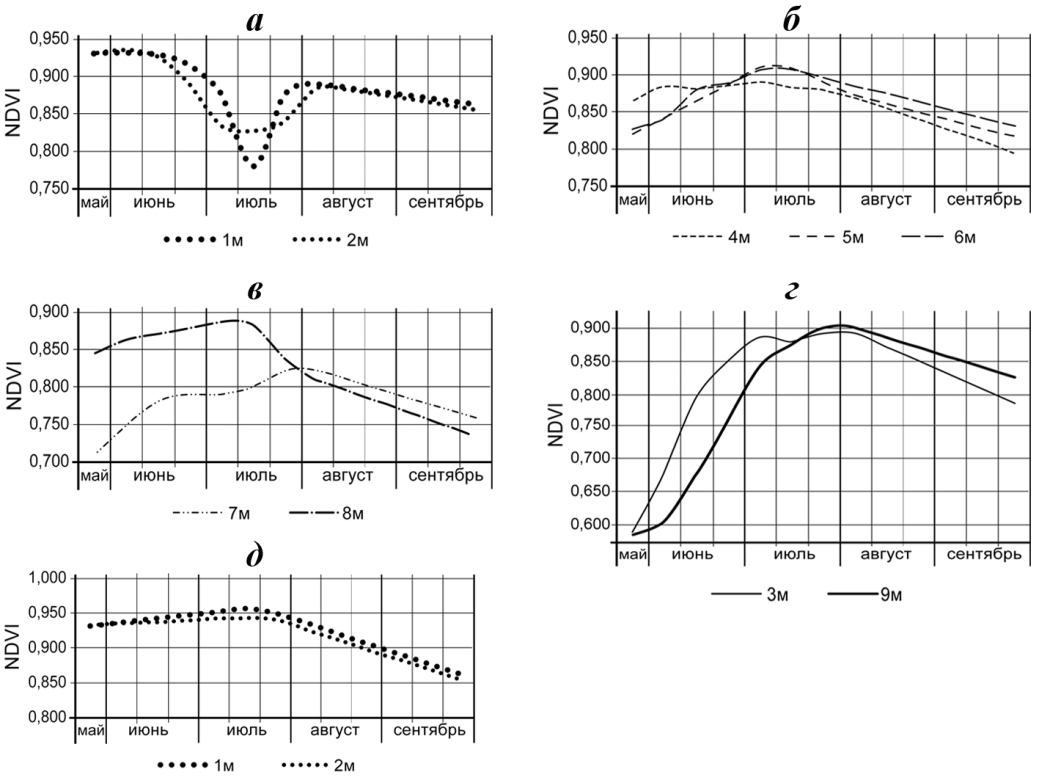 а
NDVI
0,950
0,900
0,850
0,800
0,750
май июнь июль август сентябрь
1м 2м
б
NDVI
0,950
0,900
0,850
0,800
0,750
май июнь июль август сентябрь
4м 5м 6м
в
NDVI
0,900
0,850
0,800
0,750
0,700
май июнь июль август сентябрь
7м 8м
г
NDVI
0,900
0,850
0,800
0,750
0,700
0,650
0,600
май июнь июль август сентябрь
3м 9м
д
NDVI
1,000
0,950
0,900
0,850
0,800
май июнь июль август сентябрь
1м 2м